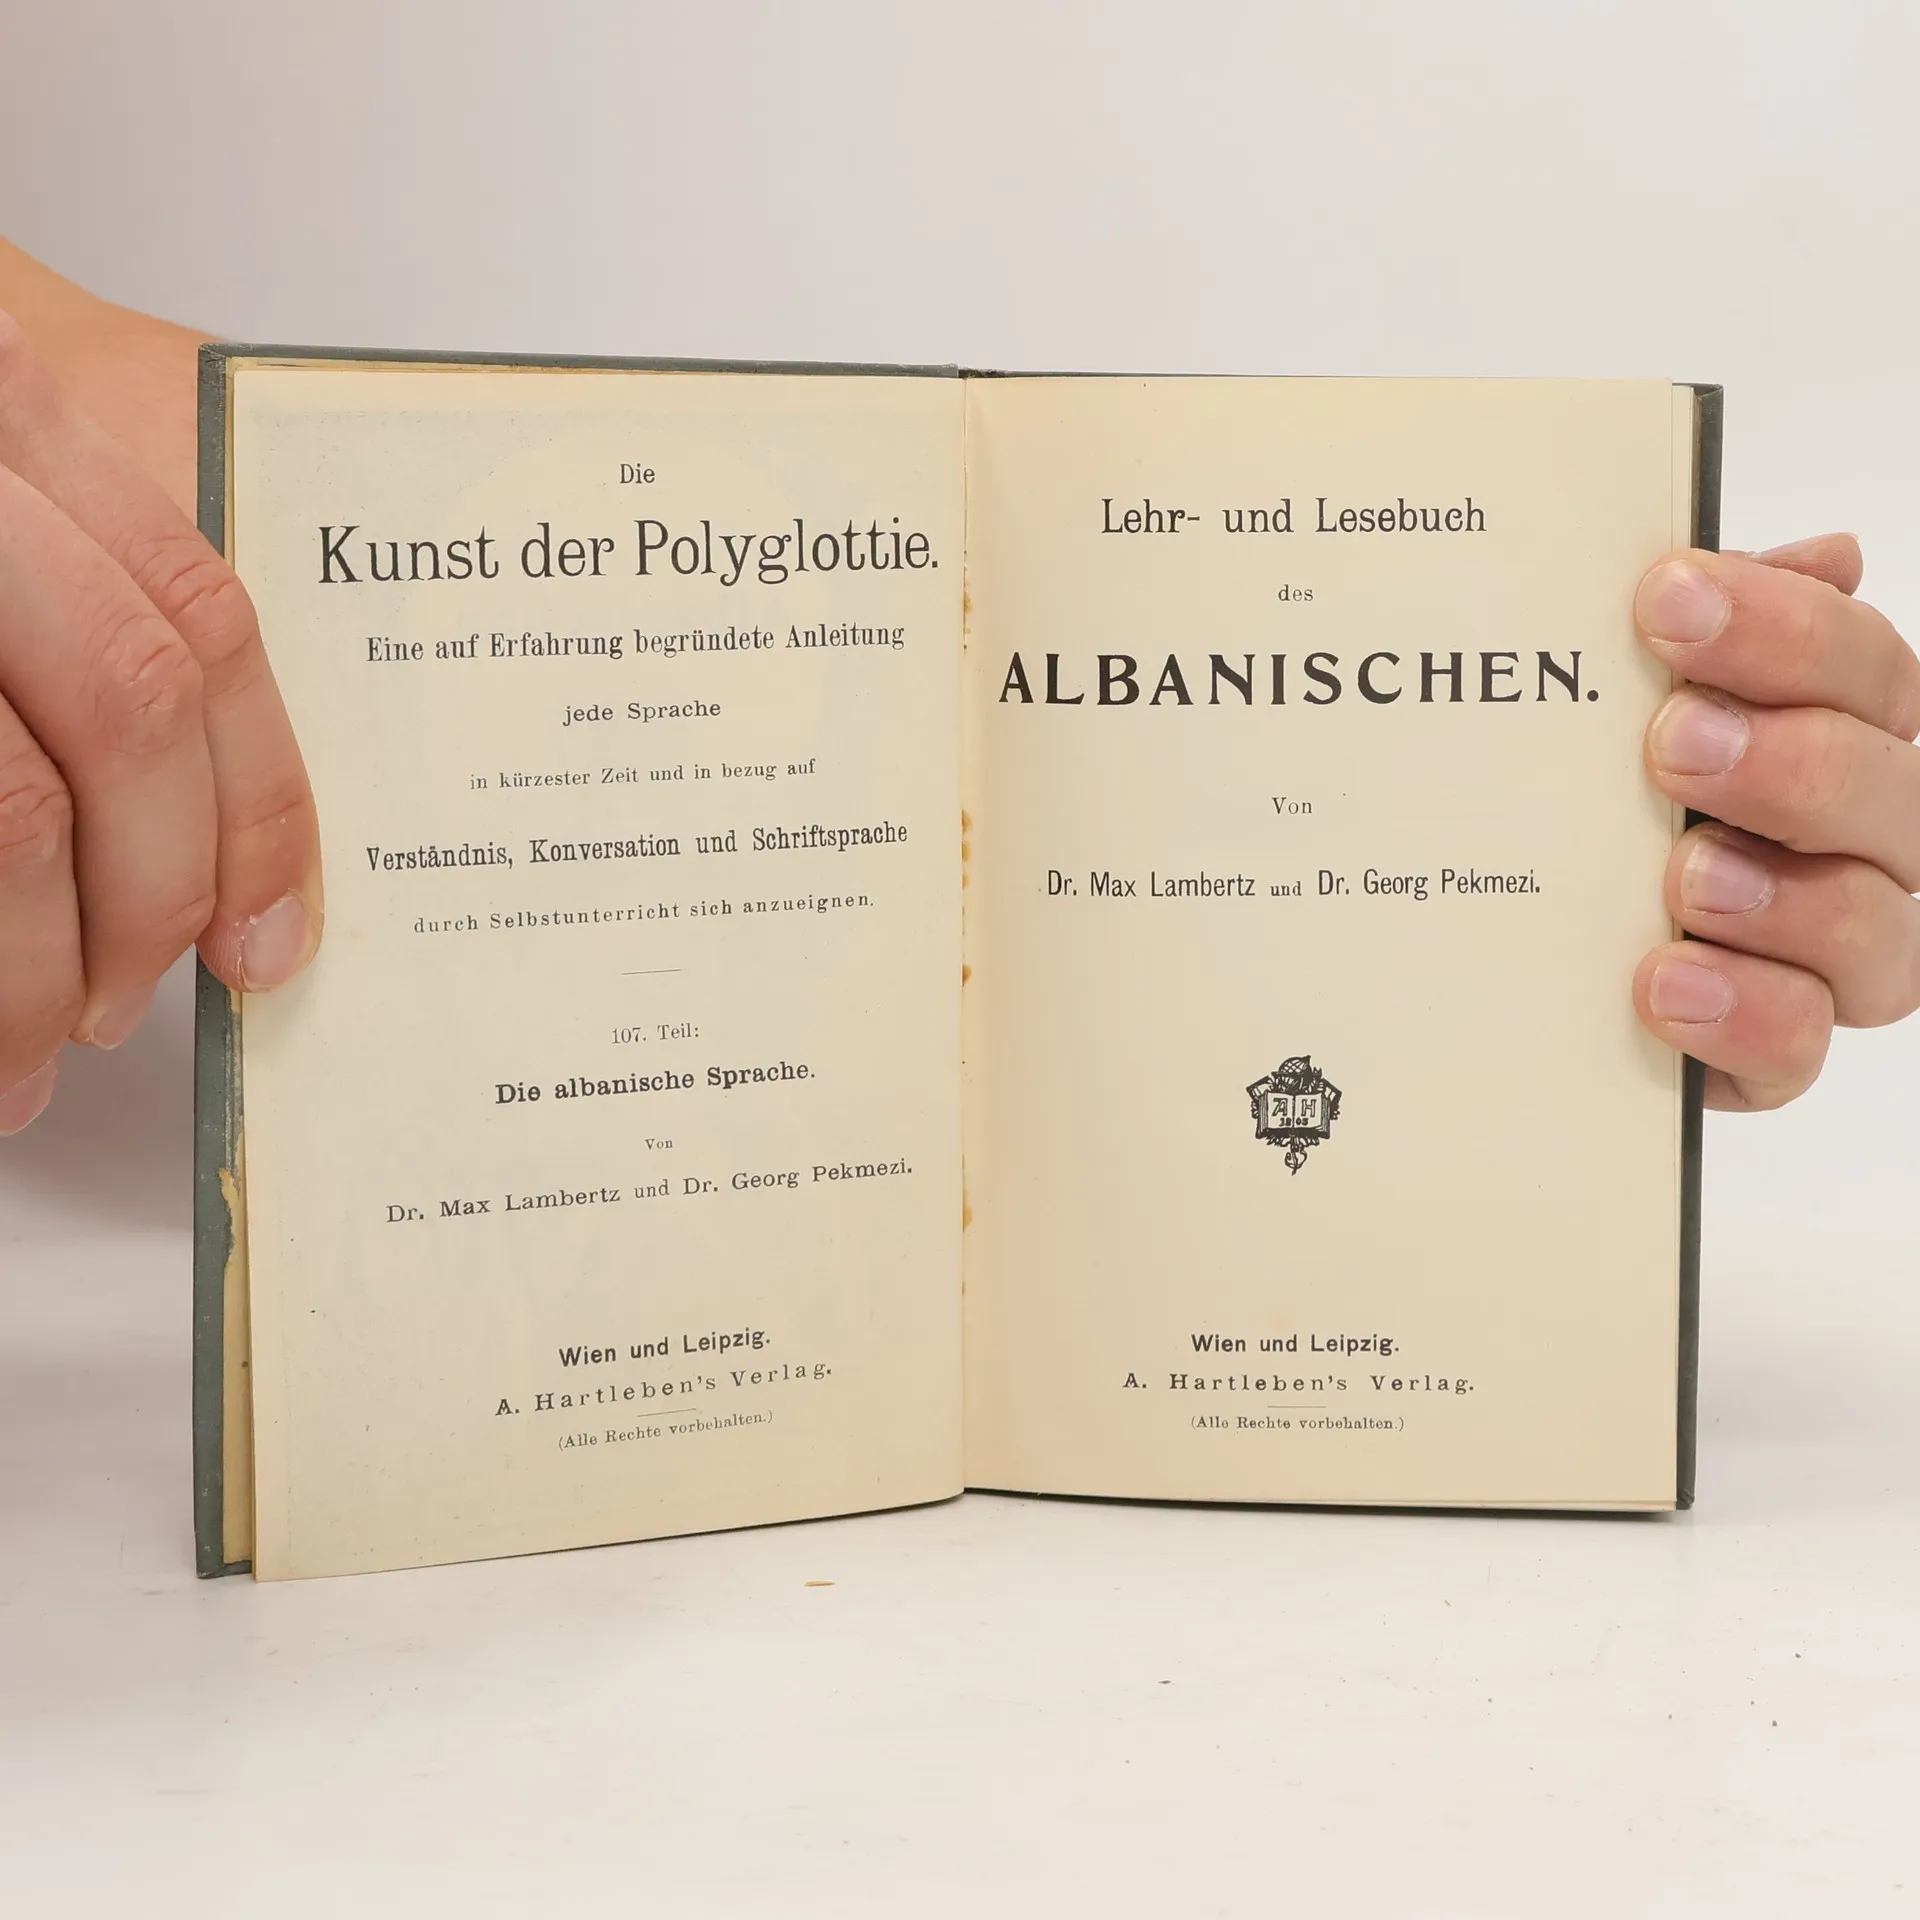 Die
Kunst der Polyglottie.
Eine auf Erfahrung begründete Anleitung
jede Sprache
in kürzester Zeit und in bezug auf
Verständnis, Konversation und Schriftsprache
durch Selbstunterricht sich anzueignen.
107. Teil:
Die albanische Sprache.
Von
Dr. Max Lambertz und Dr. Georg Pekmezi.
Wien und Leipzig.
A. Hartleben's Verlag.
(Alle Rechte vorbehalten.)
Lehr- und Lesebuch
des
ALBANISCHEN.
Von
Dr. Max Lambertz und Dr. Georg Pekmezi.
A H
18 03
Wien und Leipzig.
A. Hartleben's Verlag.
(Alle Rechte vorbehalten.)